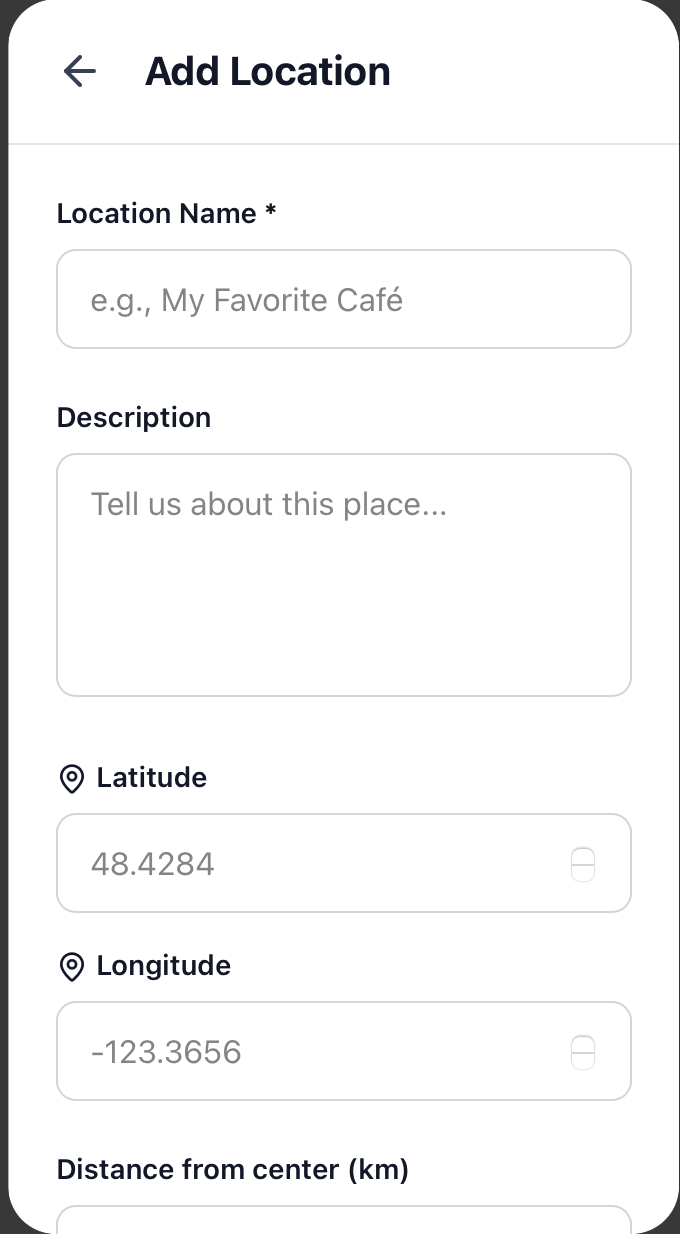 Add Location
Location Name *
e.g., My Favorite Café
Description
Tell us about this place...
Latitude
48.4284
Longitude
-123.3656
Distance from center (km)